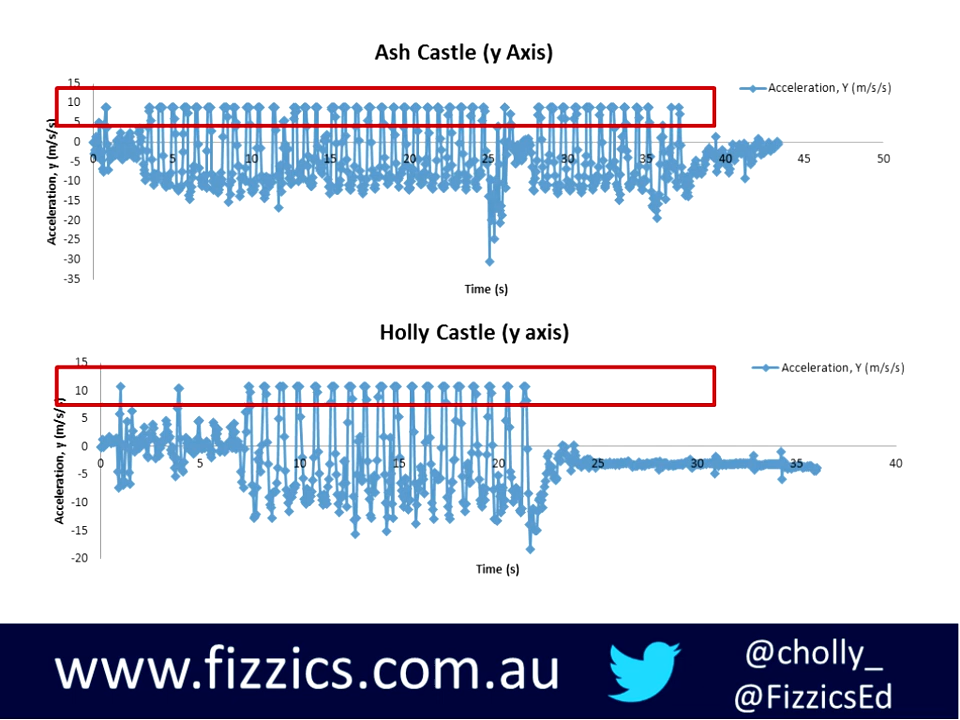 Ash Castle (y Axis)
Acceleration, Y (m/s/s)
15
10
5
0
-5
-10
-15
-20
-25
-30
-35
Acceleration, y (m/s/s)
0 5 10 15 20 25 30 35 40 45 50
Time (s)
Holly Castle (y axis)
Acceleration, Y (m/s/s)
15
10
5
0
-5
-10
-15
-20
Acceleration, y (m/s/s)
0 5 10 15 20 25 30 35 40
Time (s)
www.fizzics.com.au
@cholly_
@FizzicsEd